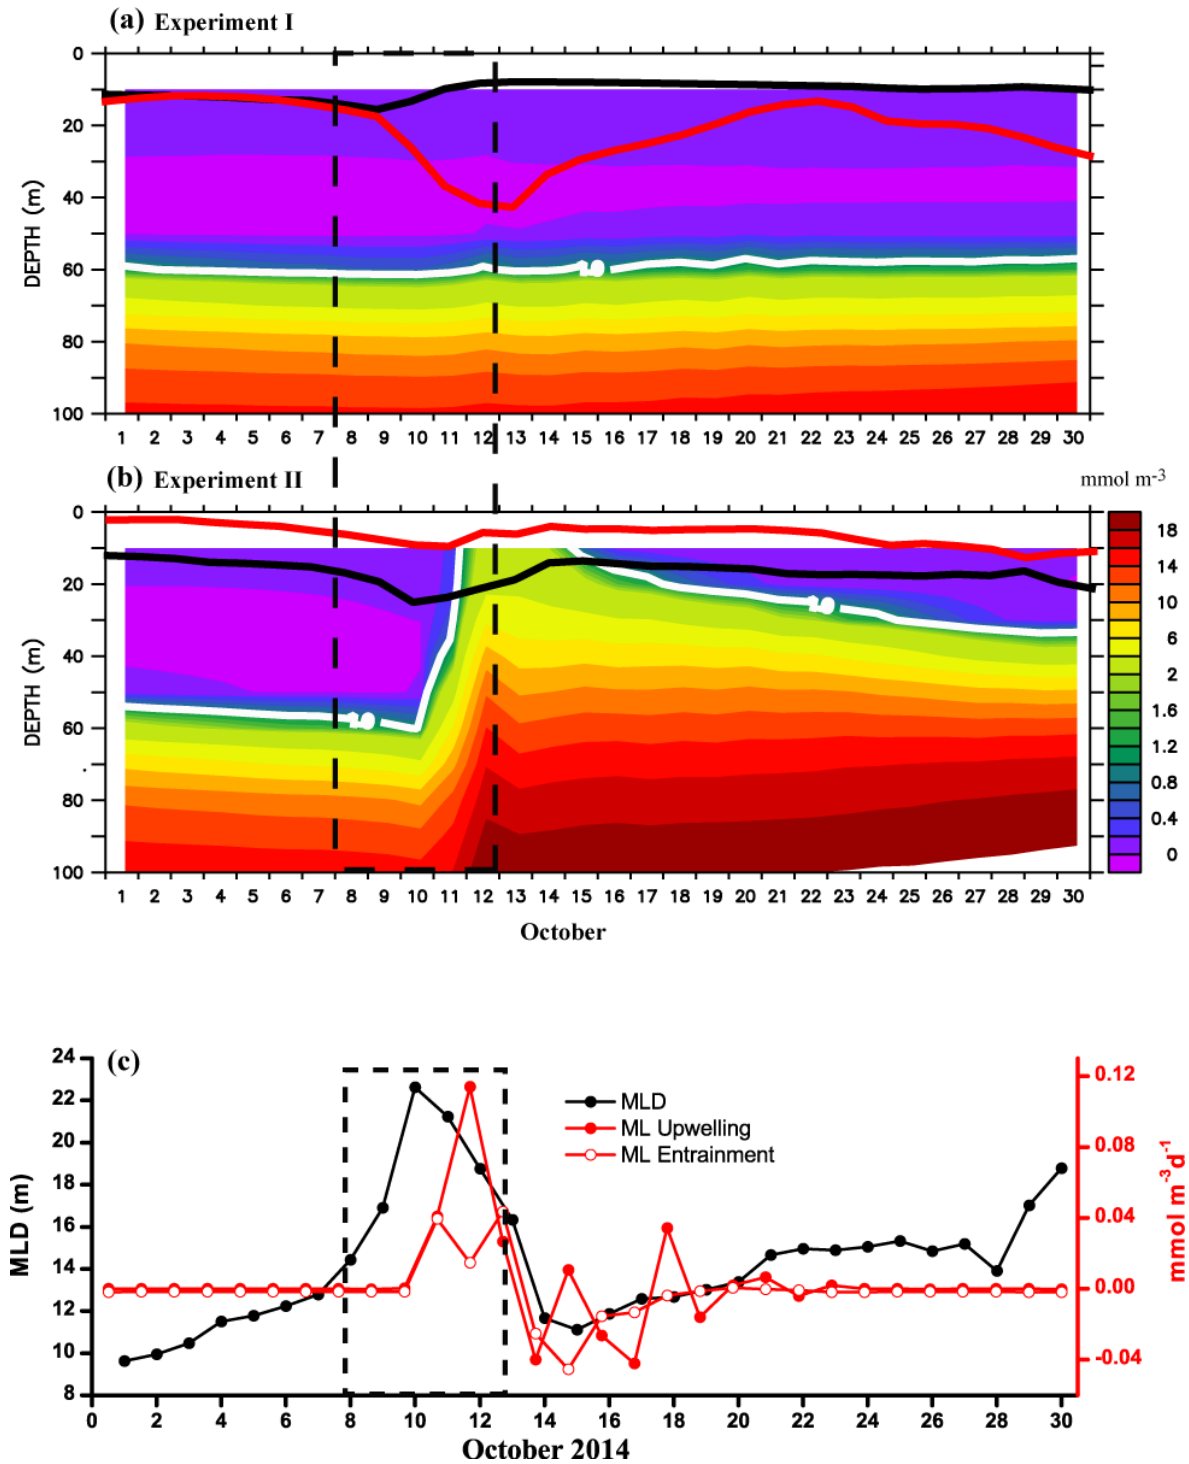 (a) Experiment I
0
20
40
60
80
100
DEPTH (m)
1.0
1 2 3 4 5 6 7 8 9 10 11 12 13 14 15 16 17 18 19 20 21 22 23 24 25 26 27 28 29 30
(b) Experiment II
mmol m-3
0
20
40
60
80
100
DEPTH (m)
1.0
1.0
18
14
10
6
2
1.6
1.2
0.8
0.4
0
1 2 3 4 5 6 7 8 9 10 11 12 13 14 15 16 17 18 19 20 21 22 23 24 25 26 27 28 29 30
October
(c)
24
22
20
18
16
14
12
10
8
MLD (m)
MLD
ML Upwelling
ML Entrainment
0.12
0.08
0.04
0.00
-0.04
mmol m-3d-1
0 2 4 6 8 10 12 14 16 18 20 22 24 26 28 30
October 2014